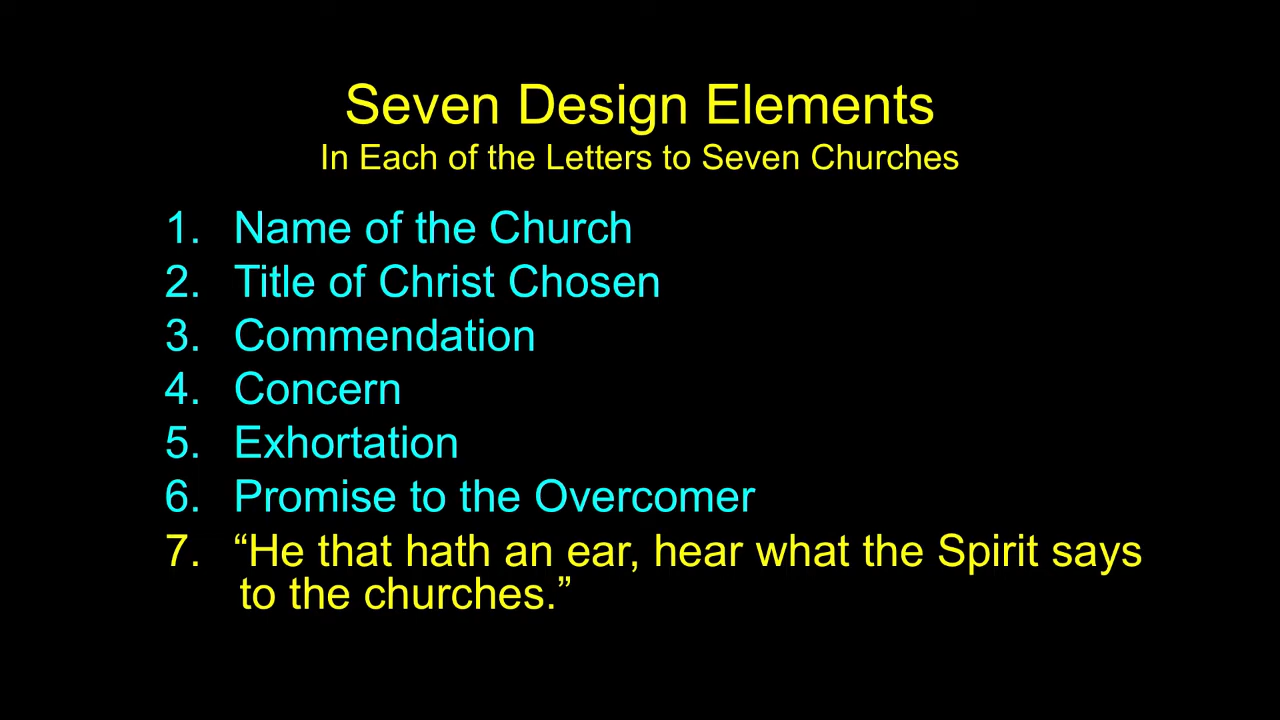 Seven Design Elements
In Each of the Letters to Seven Churches
1. Name of the Church
2. Title of Christ Chosen
3. Commendation
4. Concern
5. Exhortation
6. Promise to the Overcomer
7. “He that hath an ear, hear what the Spirit says
to the churches.”